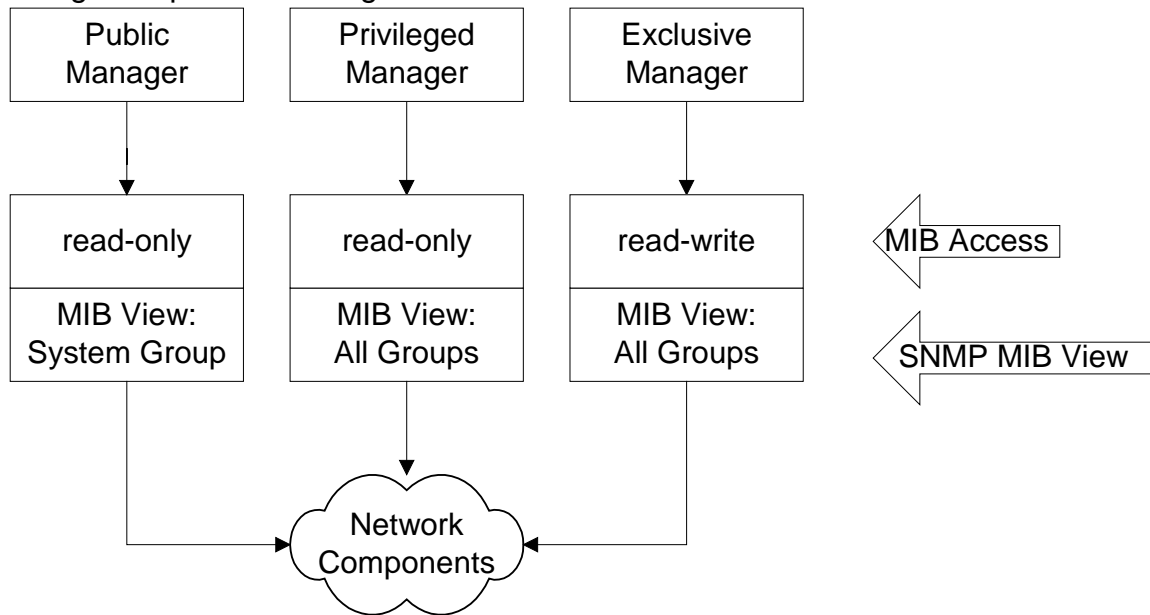 Public
Manager
Privileged
Manager
Exclusive
Manager
read-only
read-only
read-write
MIB Access
MIB View:
System Group
MIB View:
All Groups
MIB View:
All Groups
SNMP MIB View
Network
Components